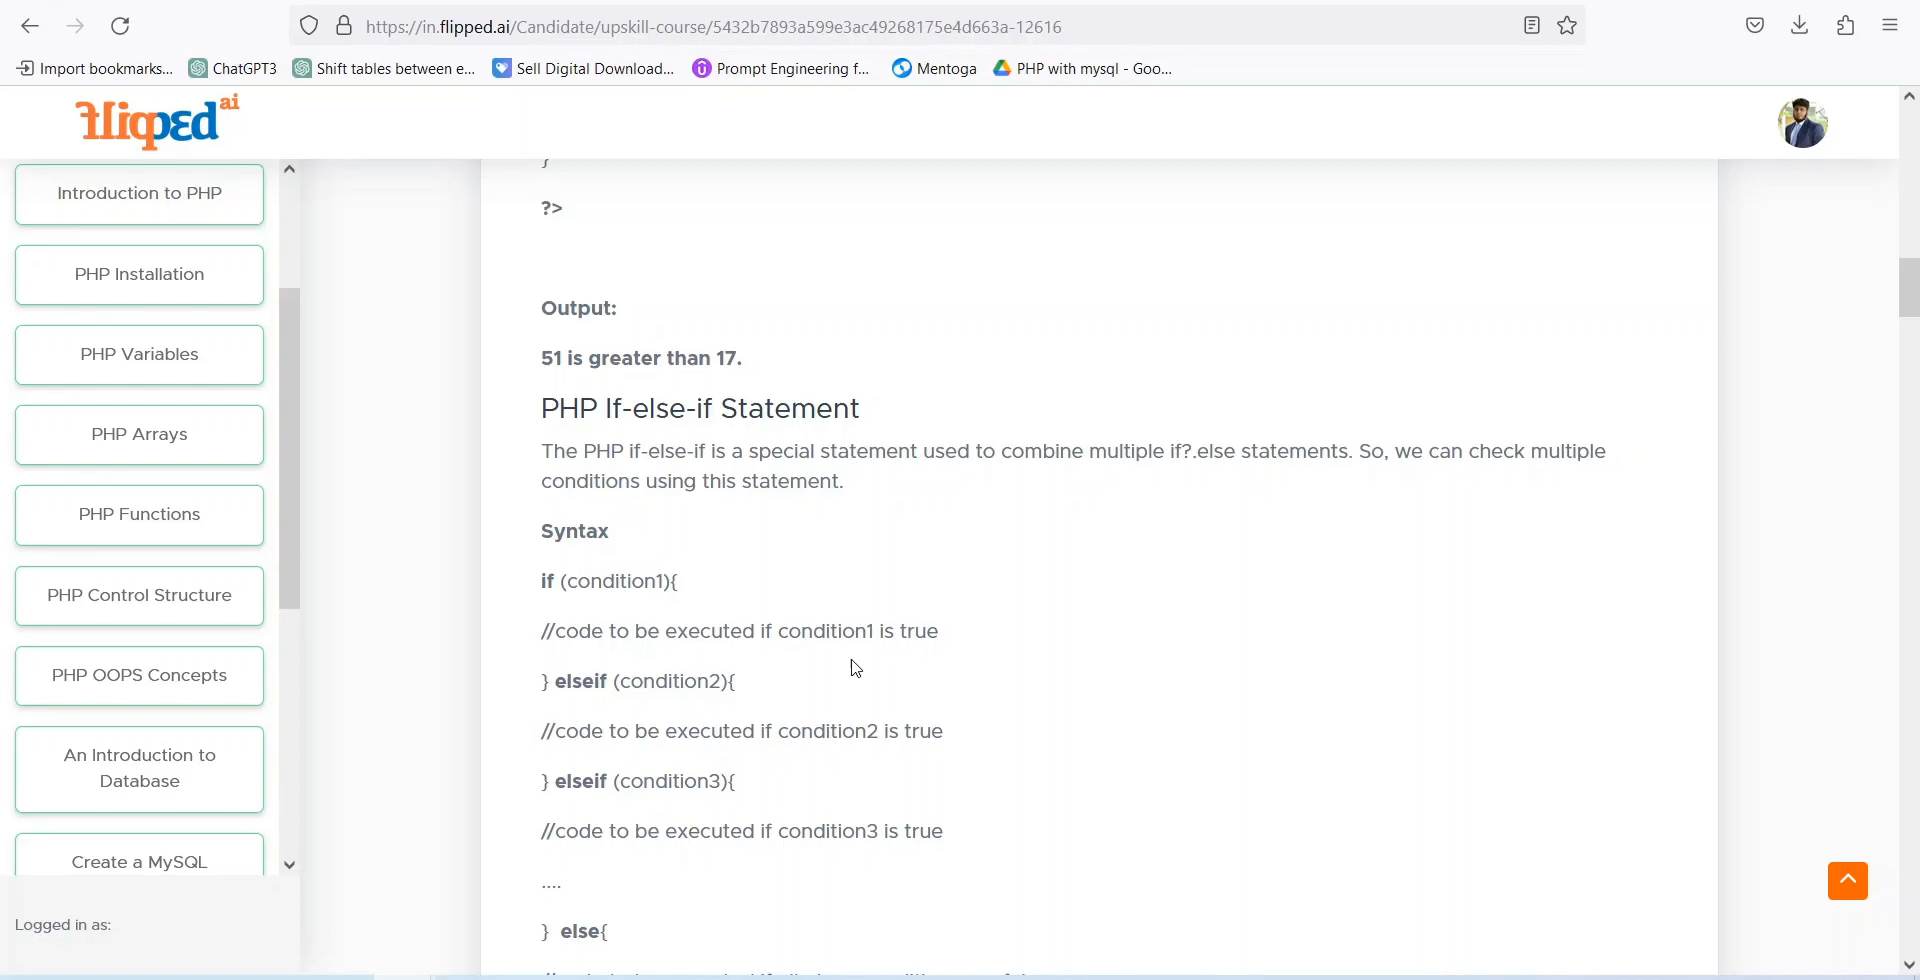 https://in.flipped.ai/Candidate/upskill-course/5432b7893a599e3ac49268175e4d663a-12616
Import bookmarks... ChatGPT3 Shift tables between e... Sell Digital Download... Prompt Engineering f... Mentoga PHP with mysql - Goo...
flipped ai
Introduction to PHP
PHP Installation
PHP Variables
PHP Arrays
PHP Functions
PHP Control Structure
PHP OOPS Concepts
An Introduction to
Database
Create a MySQL
Logged in as:
}
?>
Output:
51 is greater than 17.
PHP If-else-if Statement
The PHP if-else-if is a special statement used to combine multiple if?.else statements. So, we can check multiple
conditions using this statement.
Syntax
if (condition1){
//code to be executed if condition1 is true
} elseif (condition2){
//code to be executed if condition2 is true
} elseif (condition3){
//code to be executed if condition3 is true
....
} else{